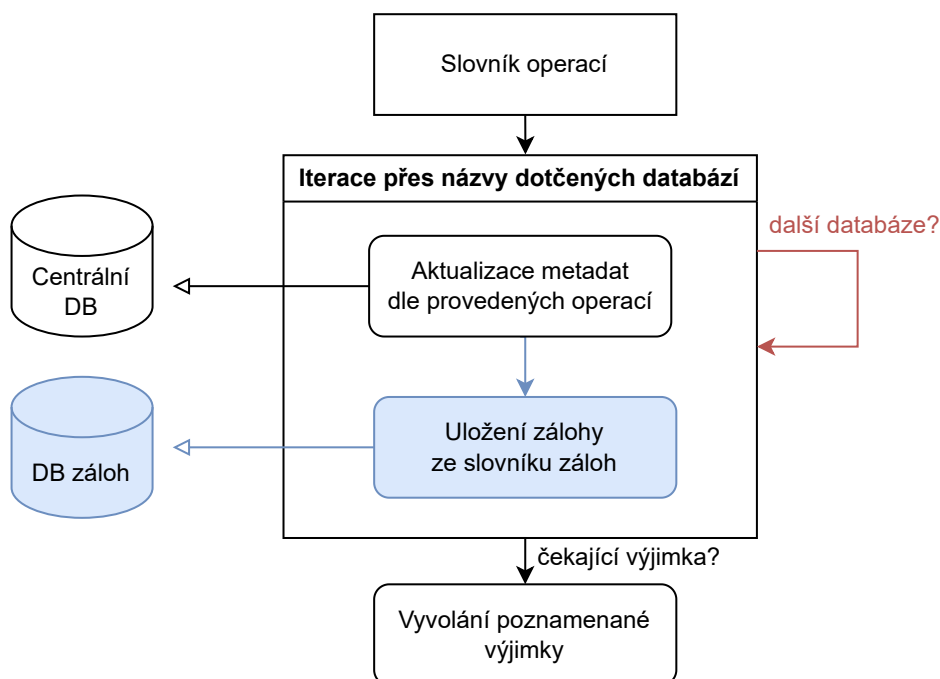 Slovník operací
Iterace přes názvy dotčených databází
další databáze?
Centrální
DB
Aktualizace metadat
dle provedených operací
DB záloh
Uložení zálohy
ze slovníku záloh
čekající výjimka?
Vyvolání poznamenané
výjimky